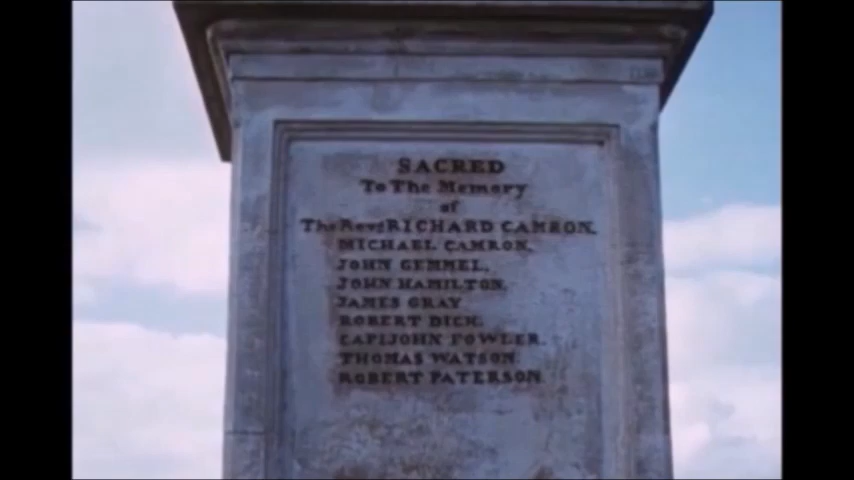 SACRED
To The Memory
of
The Revd RICHARD CAMRON.
MICHAEL CAMRON.
JOHN GEMMEL.
JOHN HAMILTON.
JAMES GRAY
ROBERT DICK.
CAPT JOHN FOWLER.
THOMAS WATSON.
ROBERT PATERSON